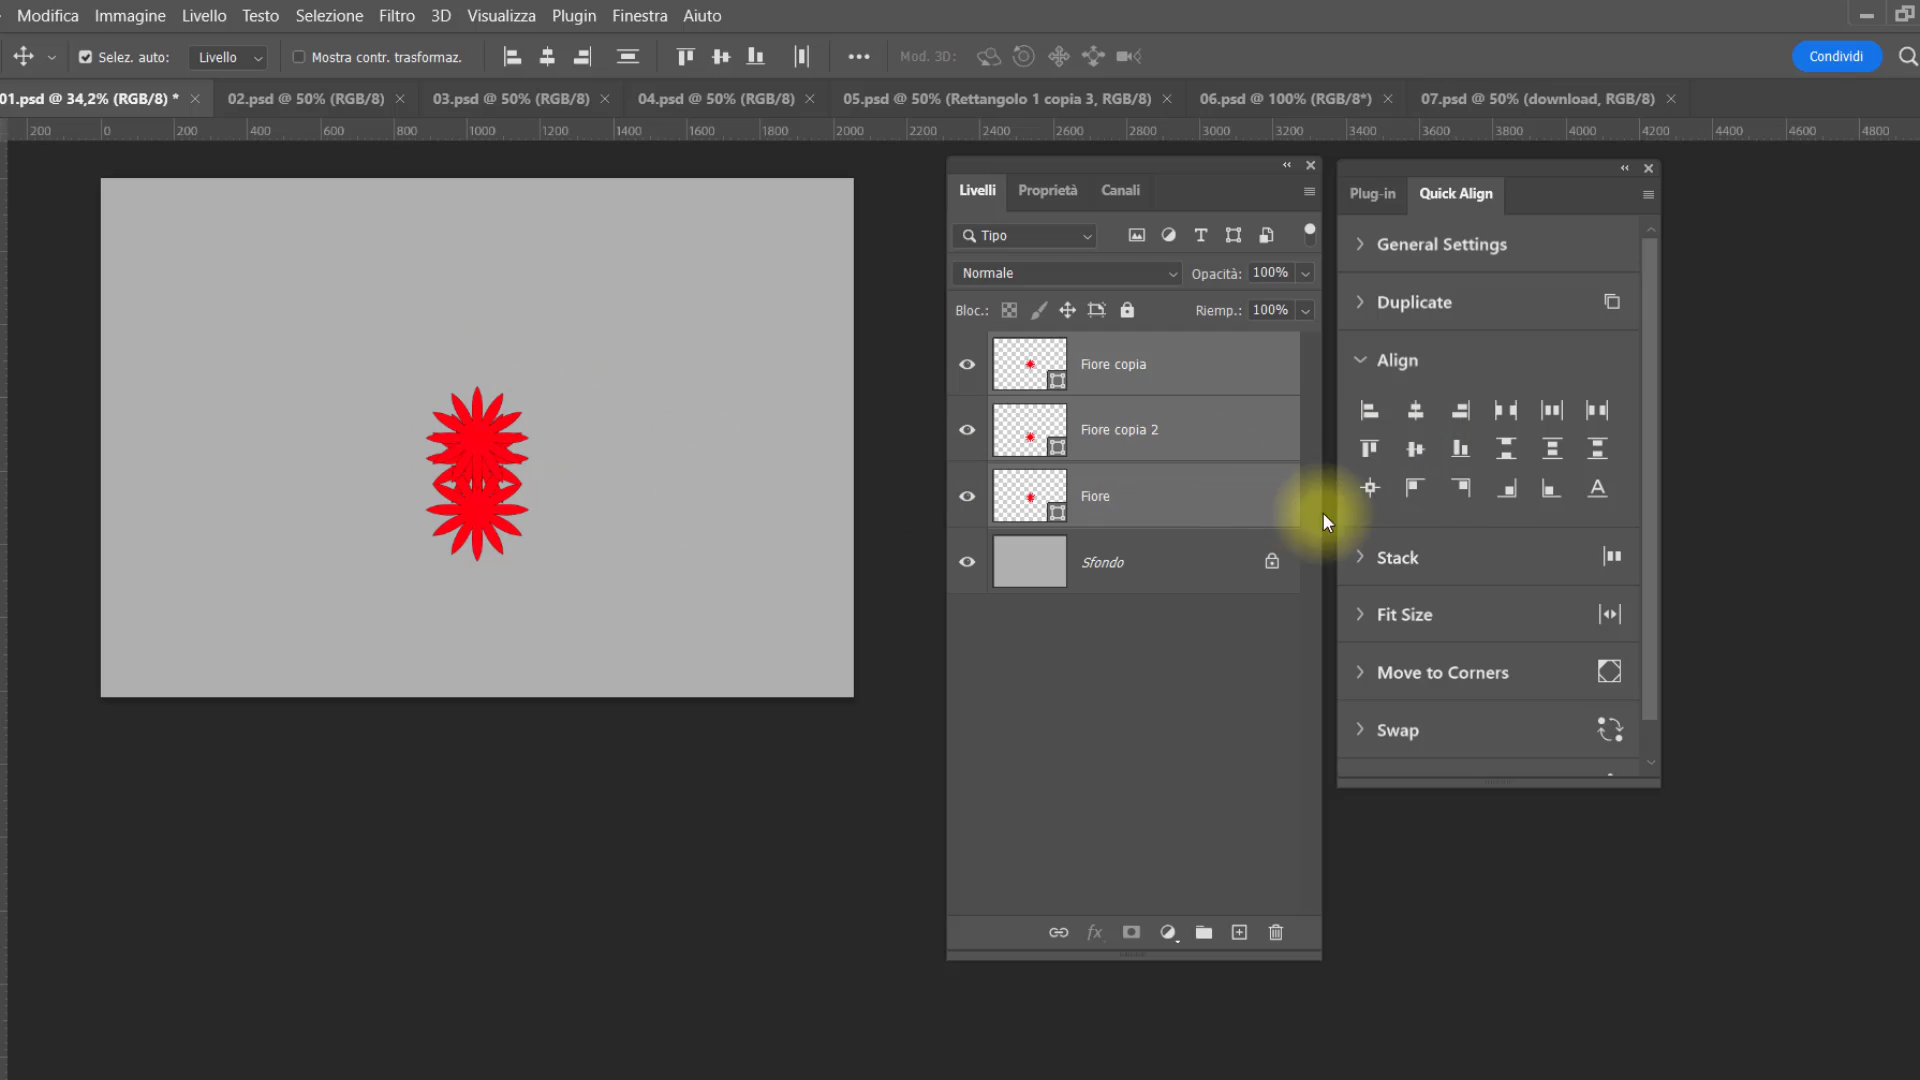 Modifica Immagine Livello Testo Selezione Filtro 3D Visualizza Plugin Finestra Aiuto
Selez. auto: Livello Mostra contr. trasformaz. Mod. 3D: Condividi
01.psd @ 34,2% (RGB/8) * 02.psd @ 50% (RGB/8) 03.psd @ 50% (RGB/8) 04.psd @ 50% (RGB/8) 05.psd @ 50% (Rettangolo 1 copia 3, RGB/8) 06.psd @ 100% (RGB/8*) 07.psd @ 50% (download, RGB/8)
200 0 200 400 600 800 1000 1200 1400 1600 1800 2000 2200 2400 2600 2800 3000 3200 3400 3600 3800 4000 4200 4400 4600 4800
Livelli Proprietà Canali
Tipo
Normale Opacità: 100%
Bloc.: Riemp.: 100%
Fiore copia
Fiore copia 2
Fiore
Sfondo
fx
Plug-in Quick Align
General Settings
Duplicate
Align
Stack
Fit Size
Move to Corners
Swap